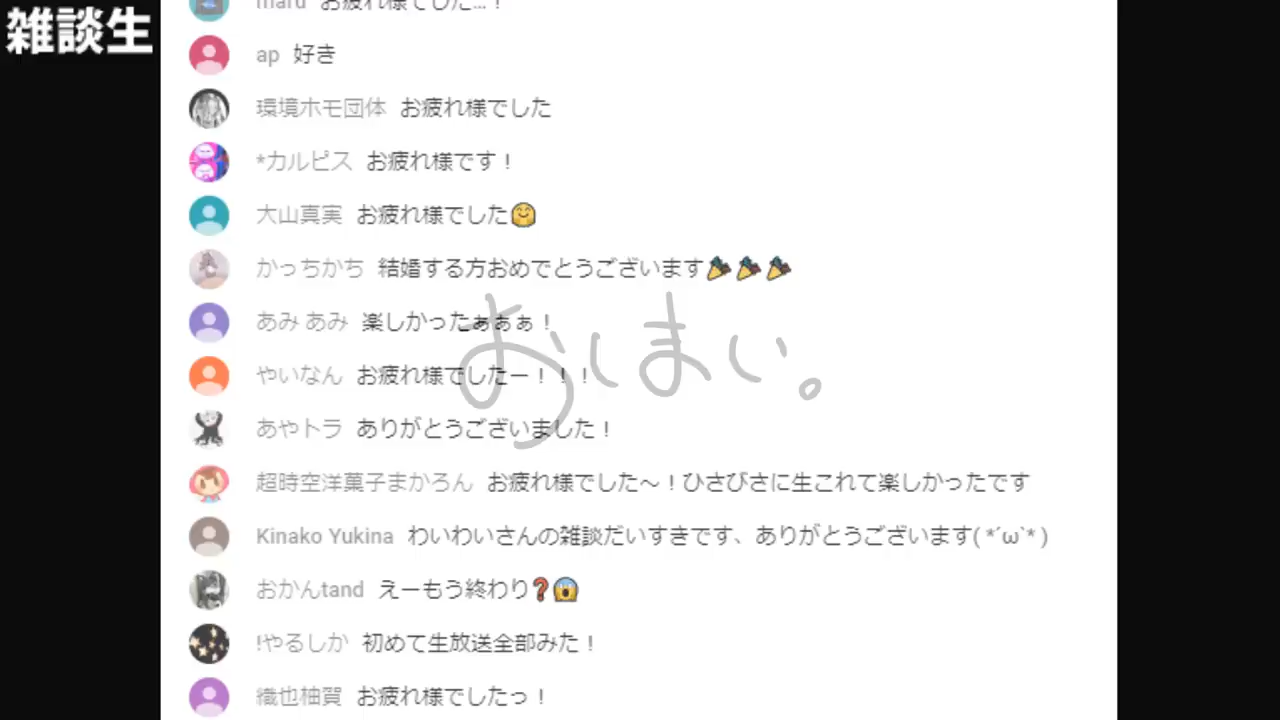 雑談生
maru お疲れ様でした…！
ap 好き
環境ホモ団体 お疲れ様でした
*カルピス お疲れ様です！
大山真実 お疲れ様でした🤗
かっちかち 結婚する方おめでとうございます🎉🎉🎉
あみ あみ 楽しかったぁぁぁ！
おしまい。
やいなん お疲れ様でしたー！！！
あやトラ ありがとうございました！
超時空洋菓子まかろん お疲れ様でした～！ひさびさに生これて楽しかったです
Kinako Yukina わいわいさんの雑談だいすきです、ありがとうございます(*´ω`*)
おかんtand えーもう終わり❓😱
!やるしか 初めて生放送全部みた！
織也柚賀 お疲れ様でしたっ！